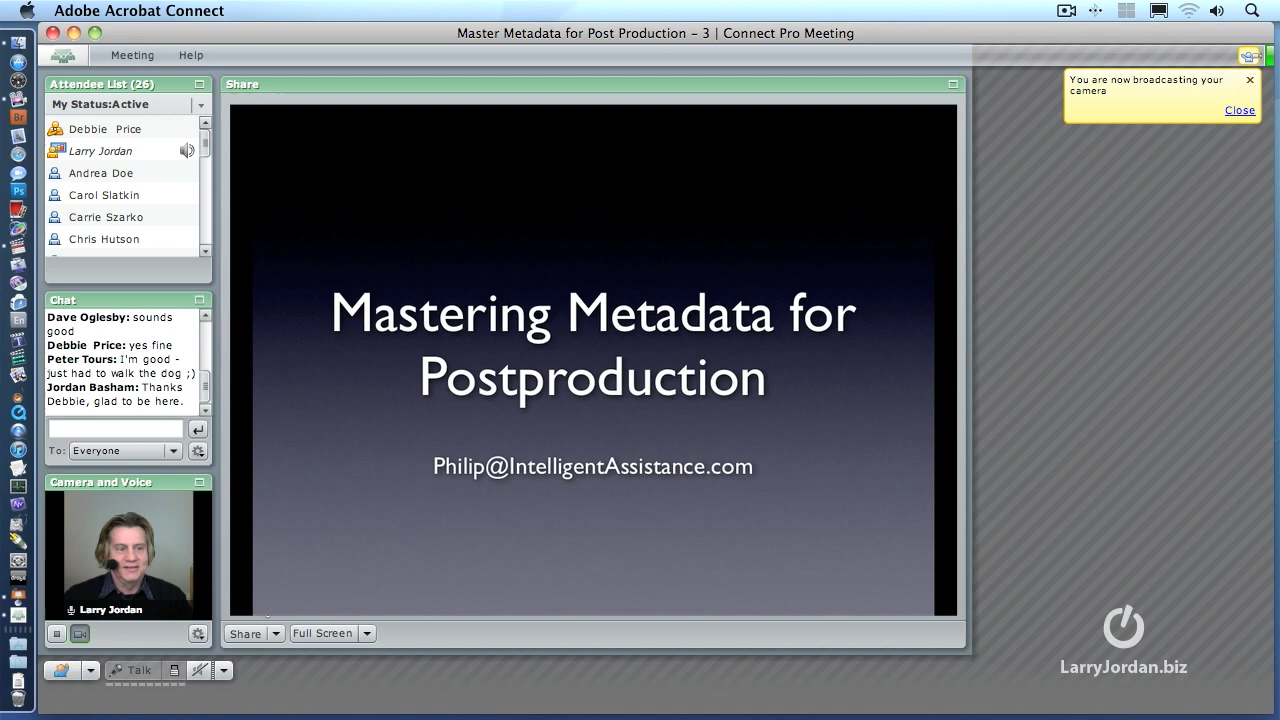 Adobe Acrobat Connect
Master Metadata for Post Production - 3 | Connect Pro Meeting
Meeting Help
Attendee List (26)
My Status:Active
Debbie Price
Larry Jordan
Andrea Doe
Carol Slatkin
Carrie Szarko
Chris Hutson
Chat
Dave Oglesby: sounds
good
Debbie Price: yes fine
Peter Tours: I'm good -
just had to walk the dog ;)
Jordan Basham: Thanks
Debbie, glad to be here.
To: Everyone
Camera and Voice
Larry Jordan
Share
Mastering Metadata for
Postproduction
Philip@IntelligentAssistance.com
Share Full Screen
Talk
You are now broadcasting your
camera
Close
LarryJordan.biz
Br
Ps
En